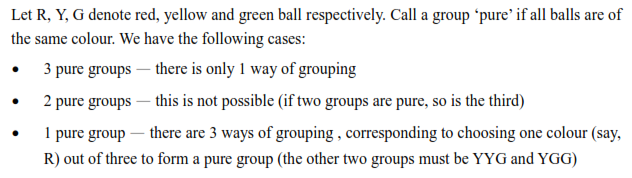 Let R, Y, G denote red, yellow and green ball respectively. Call a group ‘pure’ if all balls are of
the same colour. We have the following cases:
• 3 pure groups — there is only 1 way of grouping
• 2 pure groups — this is not possible (if two groups are pure, so is the third)
• 1 pure group — there are 3 ways of grouping , corresponding to choosing one colour (say,
R) out of three to form a pure group (the other two groups must be YYG and YGG)